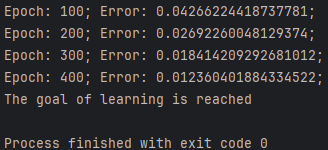 Epoch: 100; Error: 0.04266224418737781;
Epoch: 200; Error: 0.02692260048129374;
Epoch: 300; Error: 0.018414209292681012;
Epoch: 400; Error: 0.012360401884334522;
The goal of learning is reached
Process finished with exit code 0